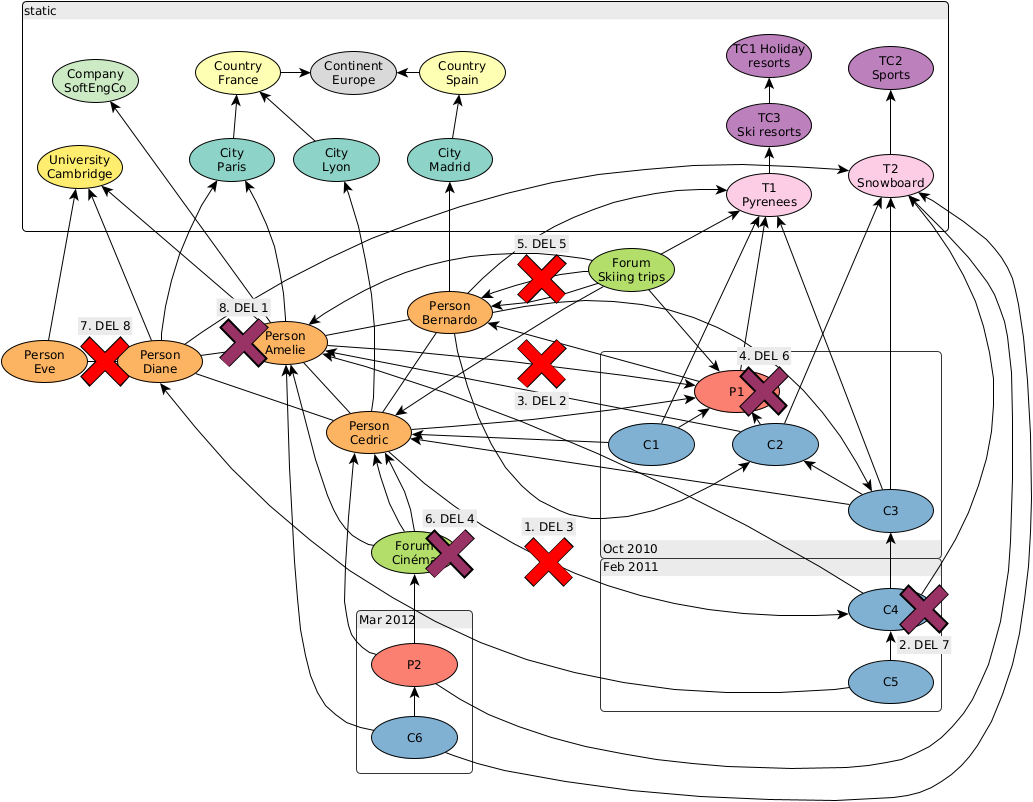 static
Company
SoftEngCo
Country
France
Continent
Europe
Country
Spain
TC1 Holiday
resorts
TC2
Sports
TC3
Ski resorts
University
Cambridge
City
Paris
City
Lyon
City
Madrid
T1
Pyrenees
T2
Snowboard
5. DEL 5
Forum
Skiing trips
8. DEL 1
Person
Bernardo
7. DEL 8
Person
Eve
Person
Diane
Person
Amelie
4. DEL 6
P1
3. DEL 2
Person
Cedric
C1
C2
C3
6. DEL 4
1. DEL 3
Forum
Cinéma
Oct 2010
Feb 2011
C4
2. DEL 7
Mar 2012
P2
C5
C6